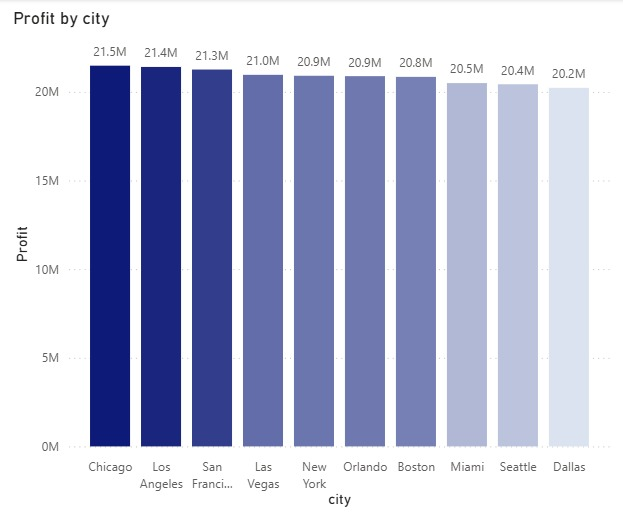 Profit by city
21.5M 21.4M 21.3M 21.0M 20.9M 20.9M 20.8M 20.5M 20.4M 20.2M
20M
15M
Profit
10M
5M
0M
Chicago Los San Las New Orlando Boston Miami Seattle Dallas
Angeles Franci... Vegas York
city